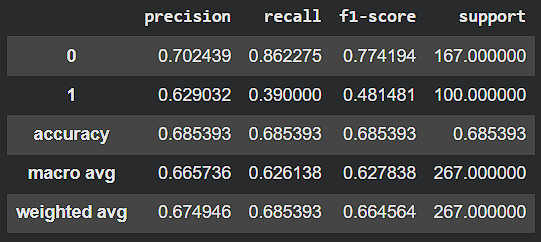 precision recall f1-score support
0 0.702439 0.862275 0.774194 167.000000
1 0.629032 0.390000 0.481481 100.000000
accuracy 0.685393 0.685393 0.685393 0.685393
macro avg 0.665736 0.626138 0.627838 267.000000
weighted avg 0.674946 0.685393 0.664564 267.000000